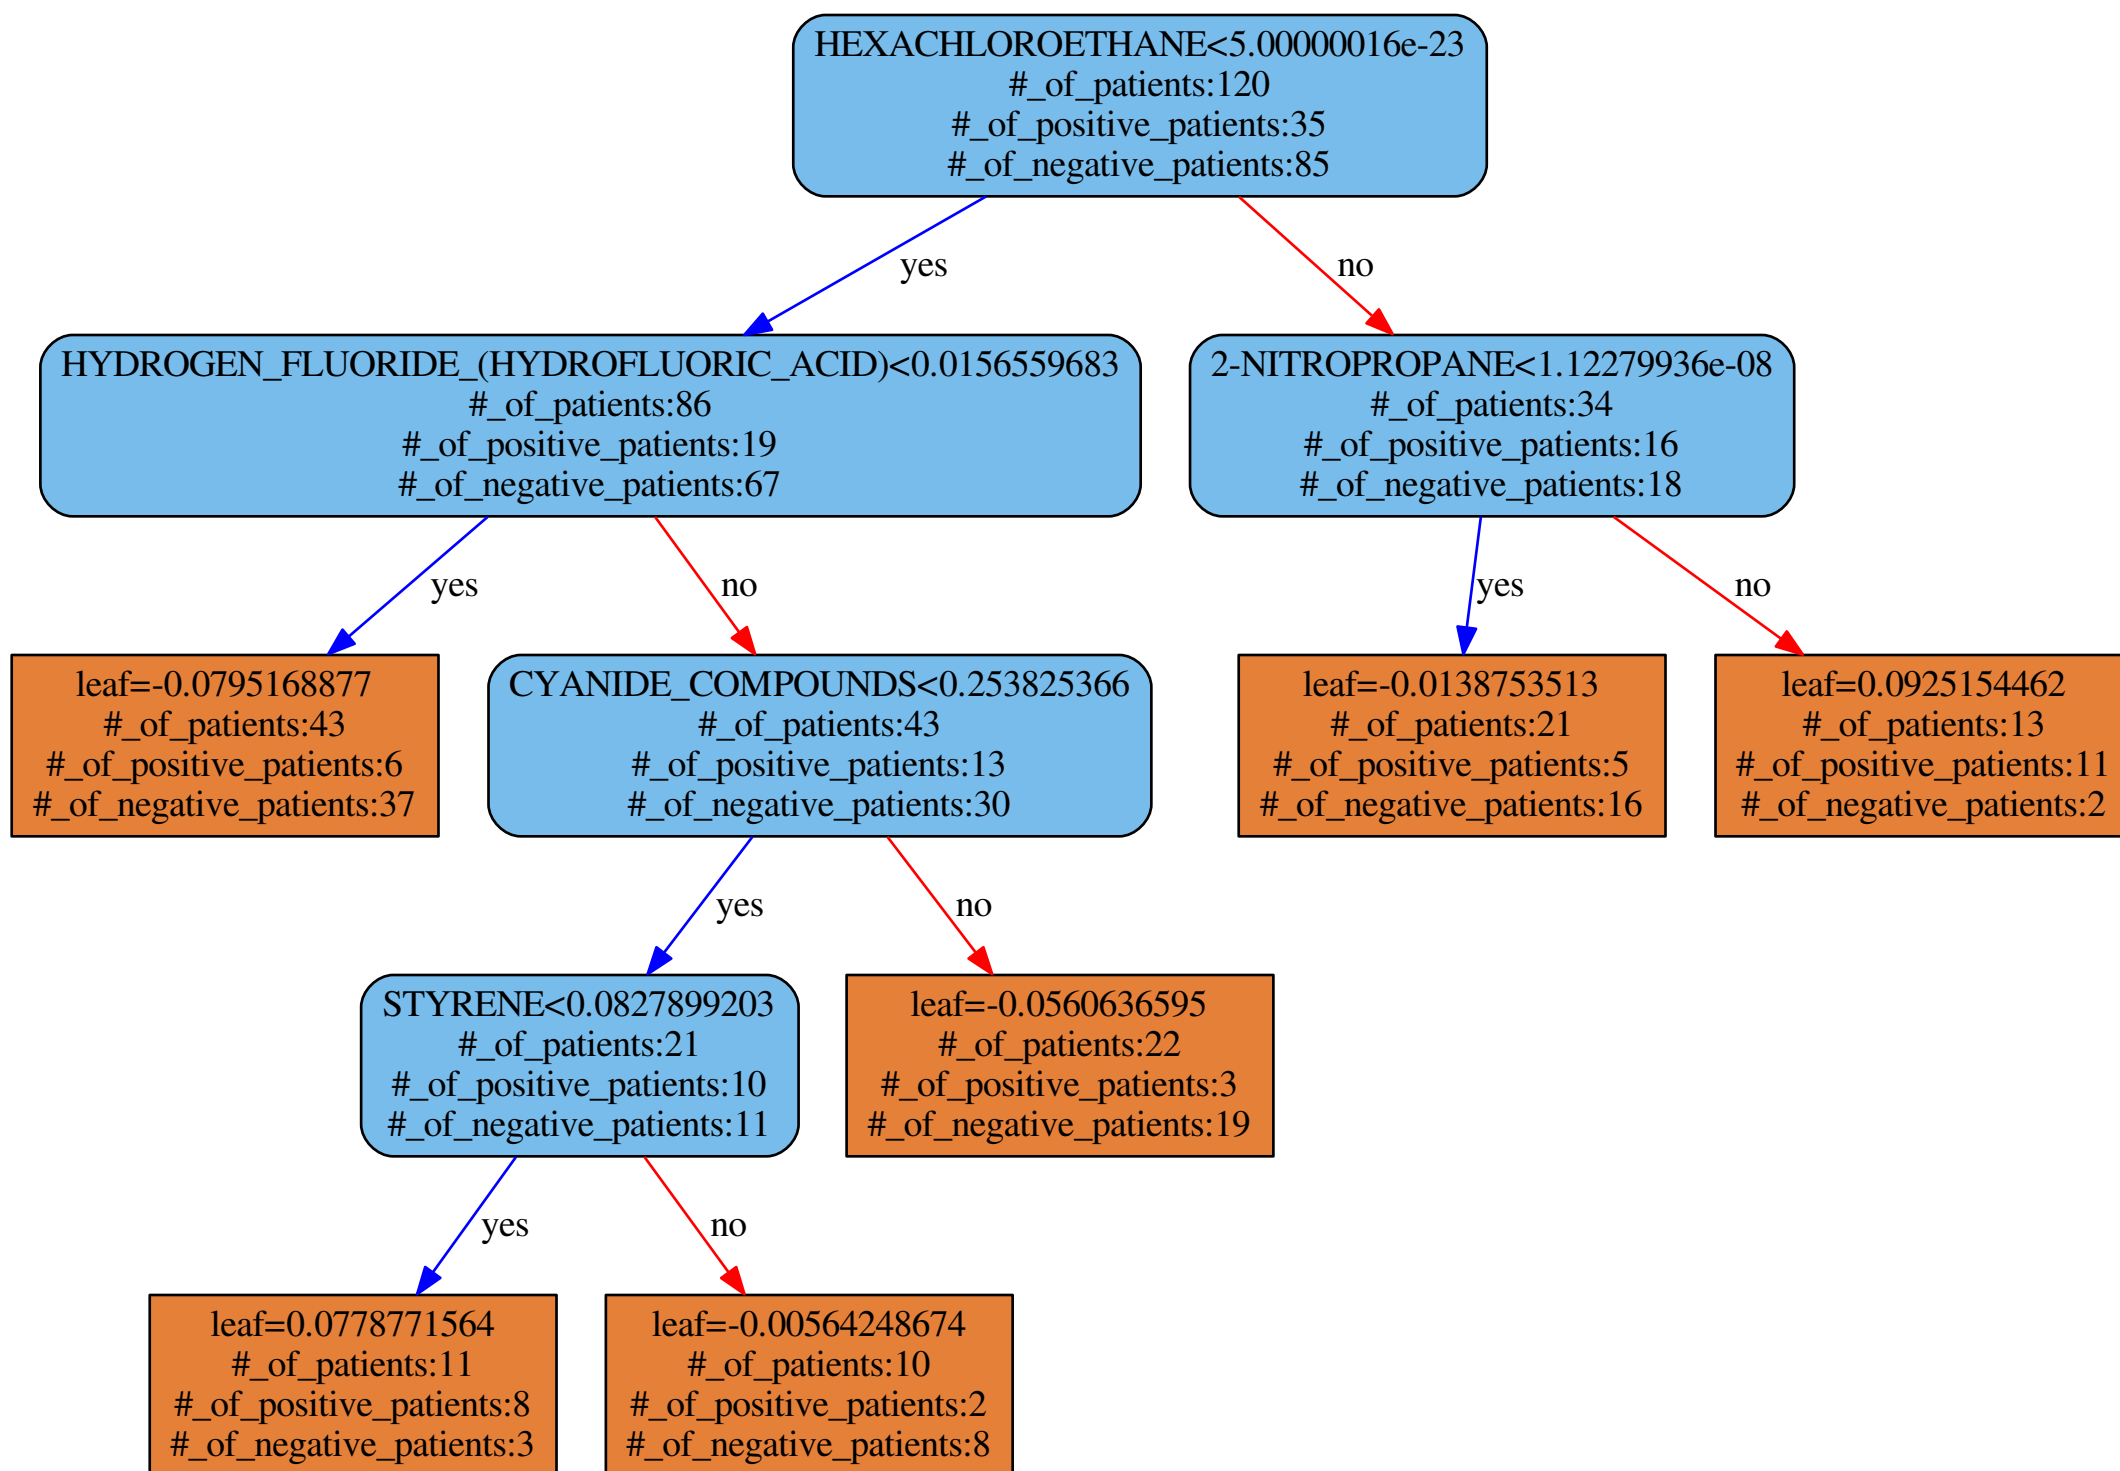 HEXACHLOROETHANE<5.00000016e-23
#_of_patients:120
#_of_positive_patients:35
#_of_negative_patients:85
yes
no
HYDROGEN_FLUORIDE_(HYDROFLUORIC_ACID)<0.0156559683
#_of_patients:86
#_of_positive_patients:19
#_of_negative_patients:67
2-NITROPROPANE<1.12279936e-08
#_of_patients:34
#_of_positive_patients:16
#_of_negative_patients:18
yes
no
yes
no
leaf=-0.0795168877
#_of_patients:43
#_of_positive_patients:6
#_of_negative_patients:37
CYANIDE_COMPOUNDS<0.253825366
#_of_patients:43
#_of_positive_patients:13
#_of_negative_patients:30
leaf=-0.0138753513
#_of_patients:21
#_of_positive_patients:5
#_of_negative_patients:16
leaf=0.0925154462
#_of_patients:13
#_of_positive_patients:11
#_of_negative_patients:2
yes
no
STYRENE<0.0827899203
#_of_patients:21
#_of_positive_patients:10
#_of_negative_patients:11
leaf=-0.0560636595
#_of_patients:22
#_of_positive_patients:3
#_of_negative_patients:19
yes
no
leaf=0.0778771564
#_of_patients:11
#_of_positive_patients:8
#_of_negative_patients:3
leaf=-0.00564248674
#_of_patients:10
#_of_positive_patients:2
#_of_negative_patients:8